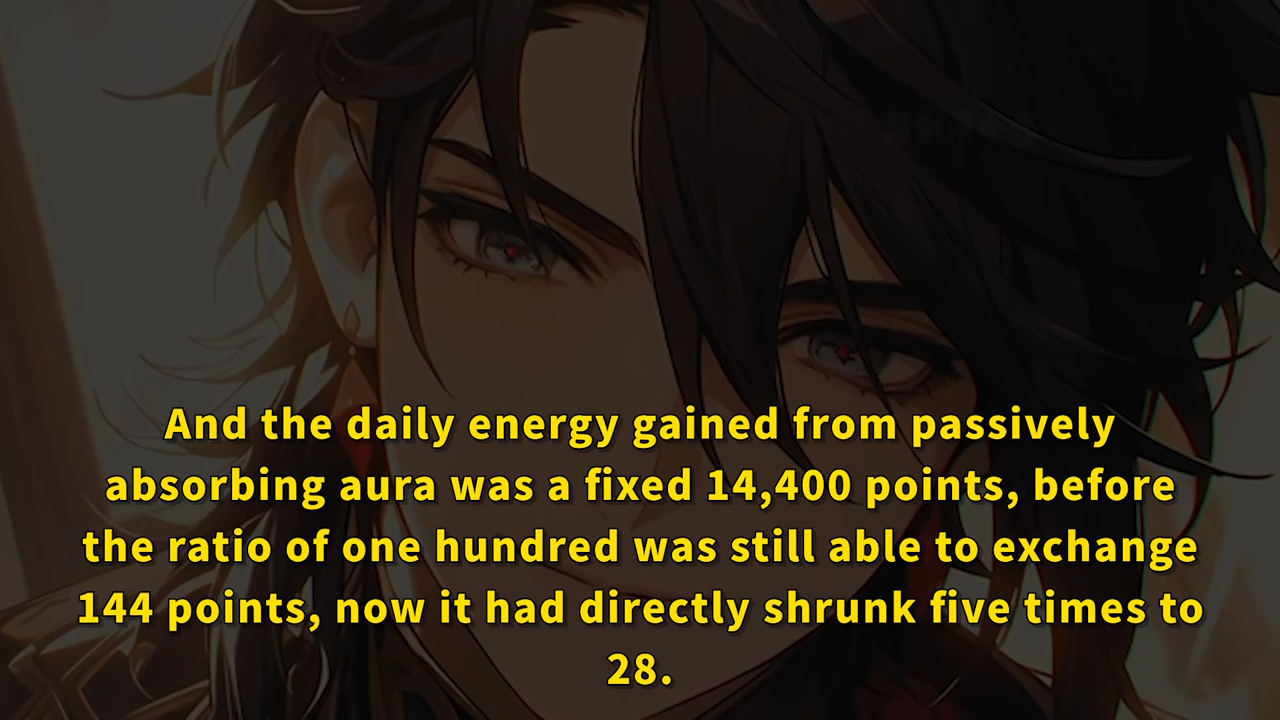 And the daily energy gained from passively
absorbing aura was a fixed 14,400 points, before
the ratio of one hundred was still able to exchange
144 points, now it had directly shrunk five times to
28.